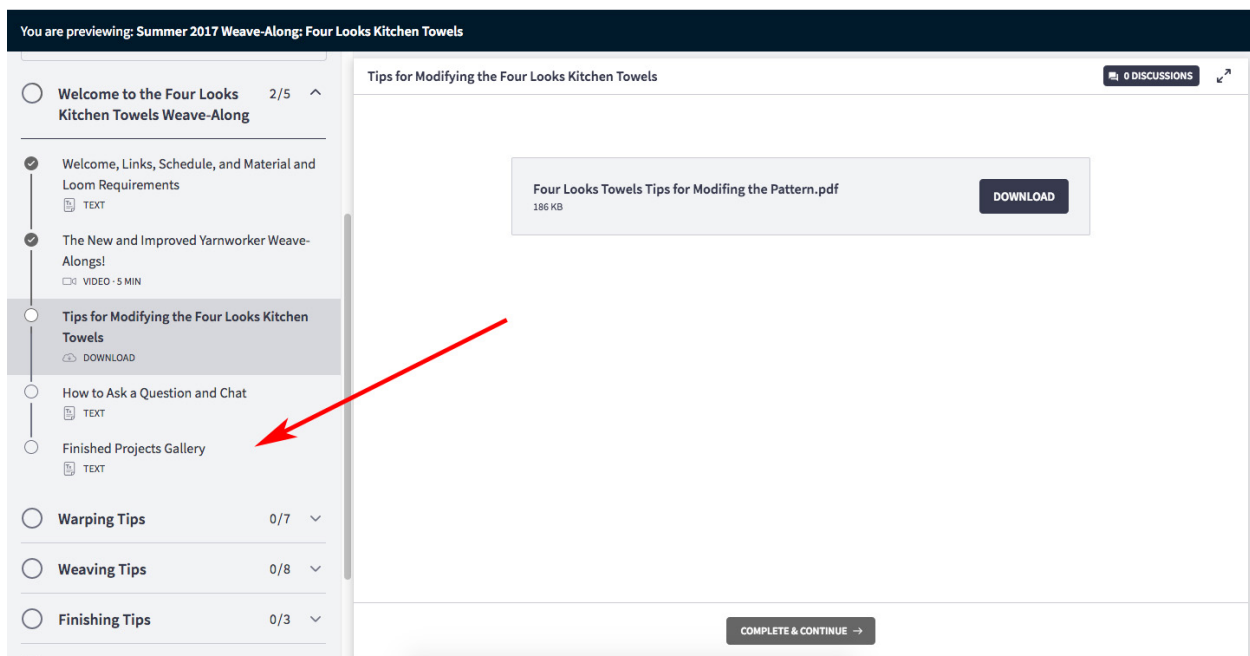 You are previewing: Summer 2017 Weave-Along: Four Looks Kitchen Towels
Welcome to the Four Looks 2/5
Kitchen Towels Weave-Along
Welcome, Links, Schedule, and Material and
Loom Requirements
TEXT
The New and Improved Yarnworker Weave-
Alongs!
VIDEO · 5 MIN
Tips for Modifying the Four Looks Kitchen
Towels
DOWNLOAD
How to Ask a Question and Chat
TEXT
Finished Projects Gallery
TEXT
Warping Tips 0/7
Weaving Tips 0/8
Finishing Tips 0/3
Tips for Modifying the Four Looks Kitchen Towels
0 DISCUSSIONS
Four Looks Towels Tips for Modifing the Pattern.pdf
186 KB
DOWNLOAD
COMPLETE & CONTINUE →